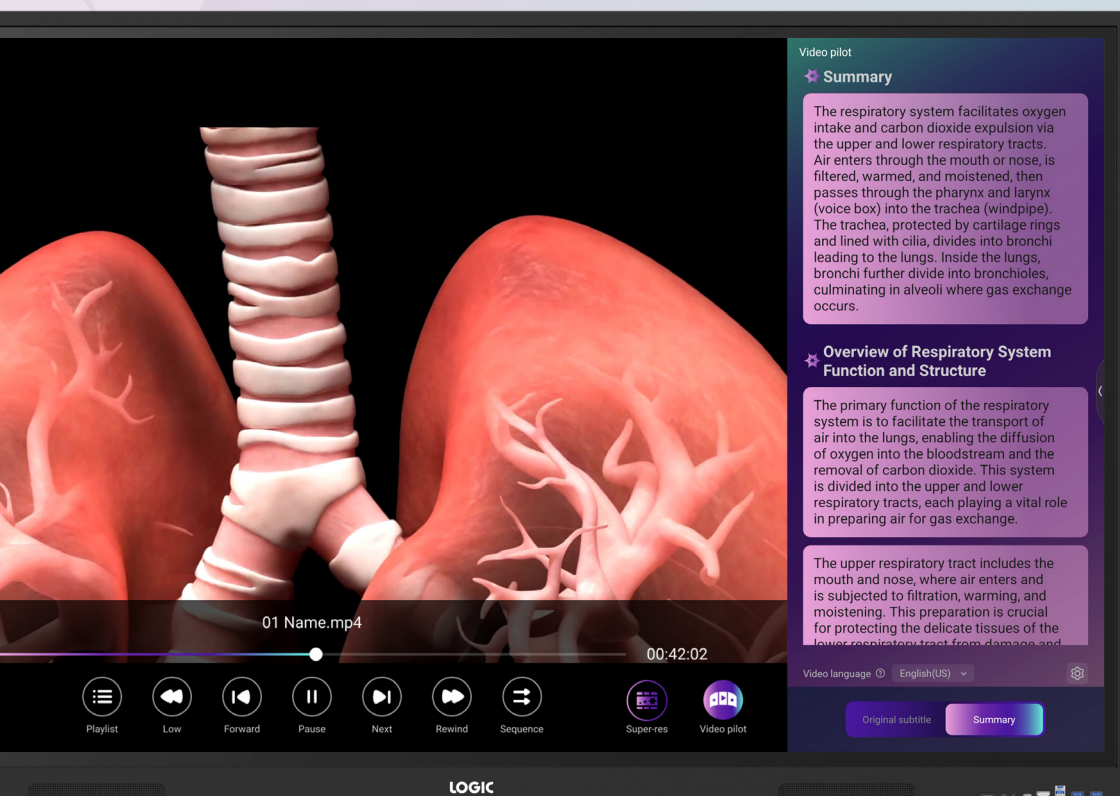 Video pilot
Summary
The respiratory system facilitates oxygen
intake and carbon dioxide expulsion via
the upper and lower respiratory tracts.
Air enters through the mouth or nose, is
filtered, warmed, and moistened, then
passes through the pharynx and larynx
(voice box) into the trachea (windpipe).
The trachea, protected by cartilage rings
and lined with cilia, divides into bronchi
leading to the lungs. Inside the lungs,
bronchi further divide into bronchioles,
culminating in alveoli where gas exchange
occurs.
Overview of Respiratory System
Function and Structure
The primary function of the respiratory
system is to facilitate the transport of
air into the lungs, enabling the diffusion
of oxygen into the bloodstream and the
removal of carbon dioxide. This system
is divided into the upper and lower
respiratory tracts, each playing a vital role
in preparing air for gas exchange.
The upper respiratory tract includes the
mouth and nose, where air enters and
is subjected to filtration, warming, and
moistening. This preparation is crucial
for protecting the delicate tissues of the
lower respiratory tract from damage and
Video language
English(US)
Original subtitle
Summary
01 Name.mp4
00:42:02
Playlist
Low
Forward
Pause
Next
Rewind
Sequence
Super-res
Video pilot
LOGIC